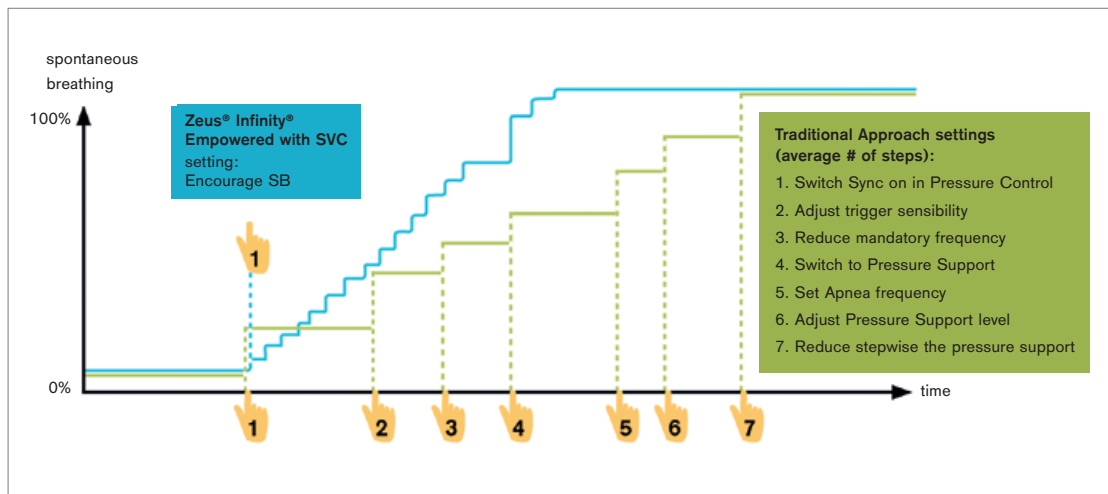 spontaneous
breathing
100%
0%
time
Zeus® Infinity®
Empowered with SVC
setting:
Encourage SB
1
Traditional Approach settings
(average # of steps):
1. Switch Sync on in Pressure Control
2. Adjust trigger sensibility
3. Reduce mandatory frequency
4. Switch to Pressure Support
5. Set Apnea frequency
6. Adjust Pressure Support level
7. Reduce stepwise the pressure support
1 2 3 4 5 6 7